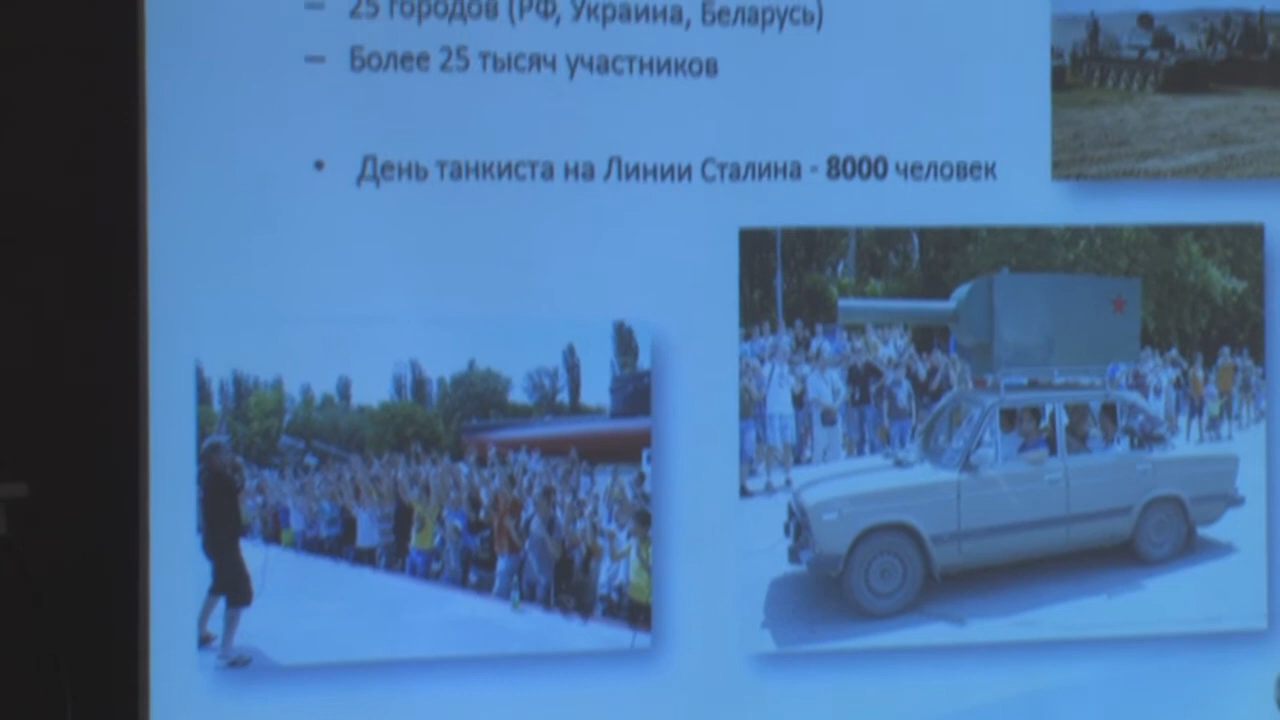 – 25 городов (РФ, Украина, Беларусь)
– Более 25 тысяч участников
• День танкиста на Линии Сталина - 8000 человек